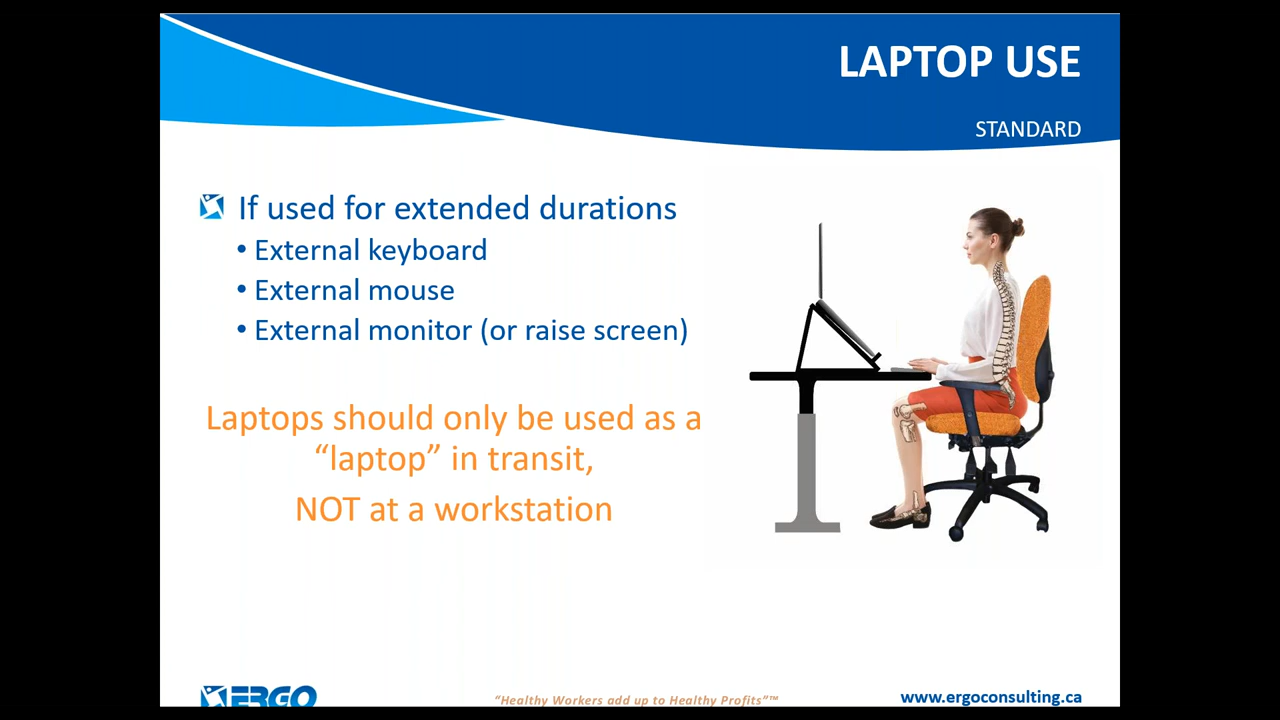 LAPTOP USE
STANDARD
If used for extended durations
• External keyboard
• External mouse
• External monitor (or raise screen)
Laptops should only be used as a
“laptop” in transit,
NOT at a workstation
ERGO
“Healthy Workers add up to Healthy Profits”™
www.ergoconsulting.ca